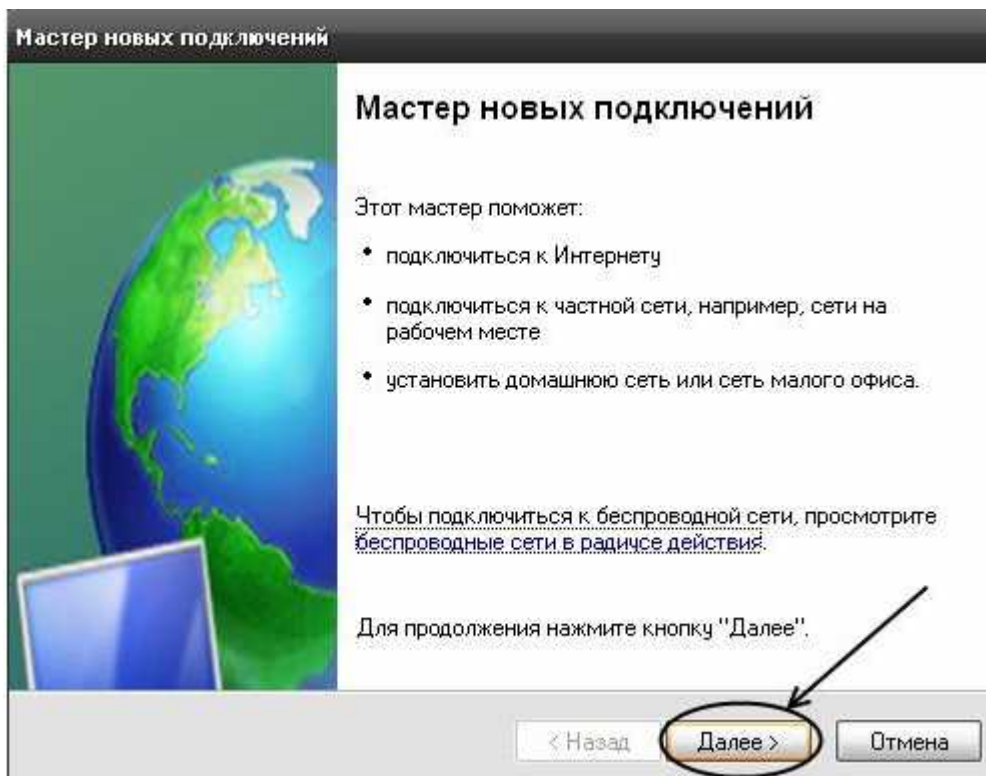 Мастер новых подключений
Мастер новых подключений
Этот мастер поможет:
• подключиться к Интернету
• подключиться к частной сети, например, сети на
рабочем месте
• установить домашнюю сеть или сеть малого офиса.
Чтобы подключиться к беспроводной сети, просмотрите
беспроводные сети в радиусе действия.
Для продолжения нажмите кнопку "Далее".
< Назад Далее > Отмена